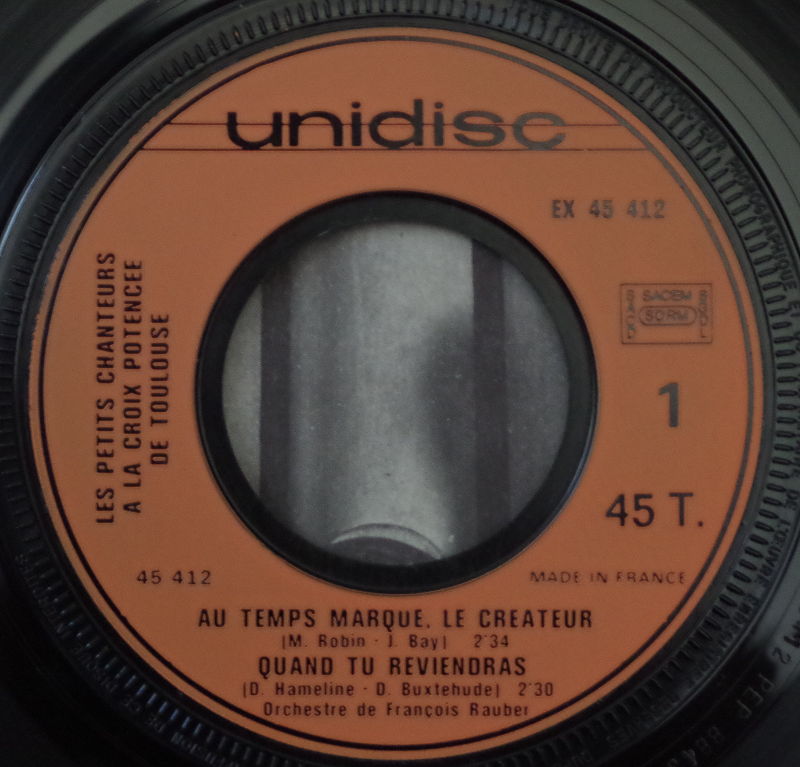 unidisc
EX 45 412
SACEM
SACD SDRM SGDL
1
45 T.
LES PETITS CHANTEURS
A LA CROIX POTENCEE
DE TOULOUSE
45 412
MADE IN FRANCE
AU TEMPS MARQUE, LE CREATEUR
(M. Robin - J. Bay) 2'34
QUAND TU REVIENDRAS
(D. Hameline - D. Buxtehude) 2'30
Orchestre de François Rauber